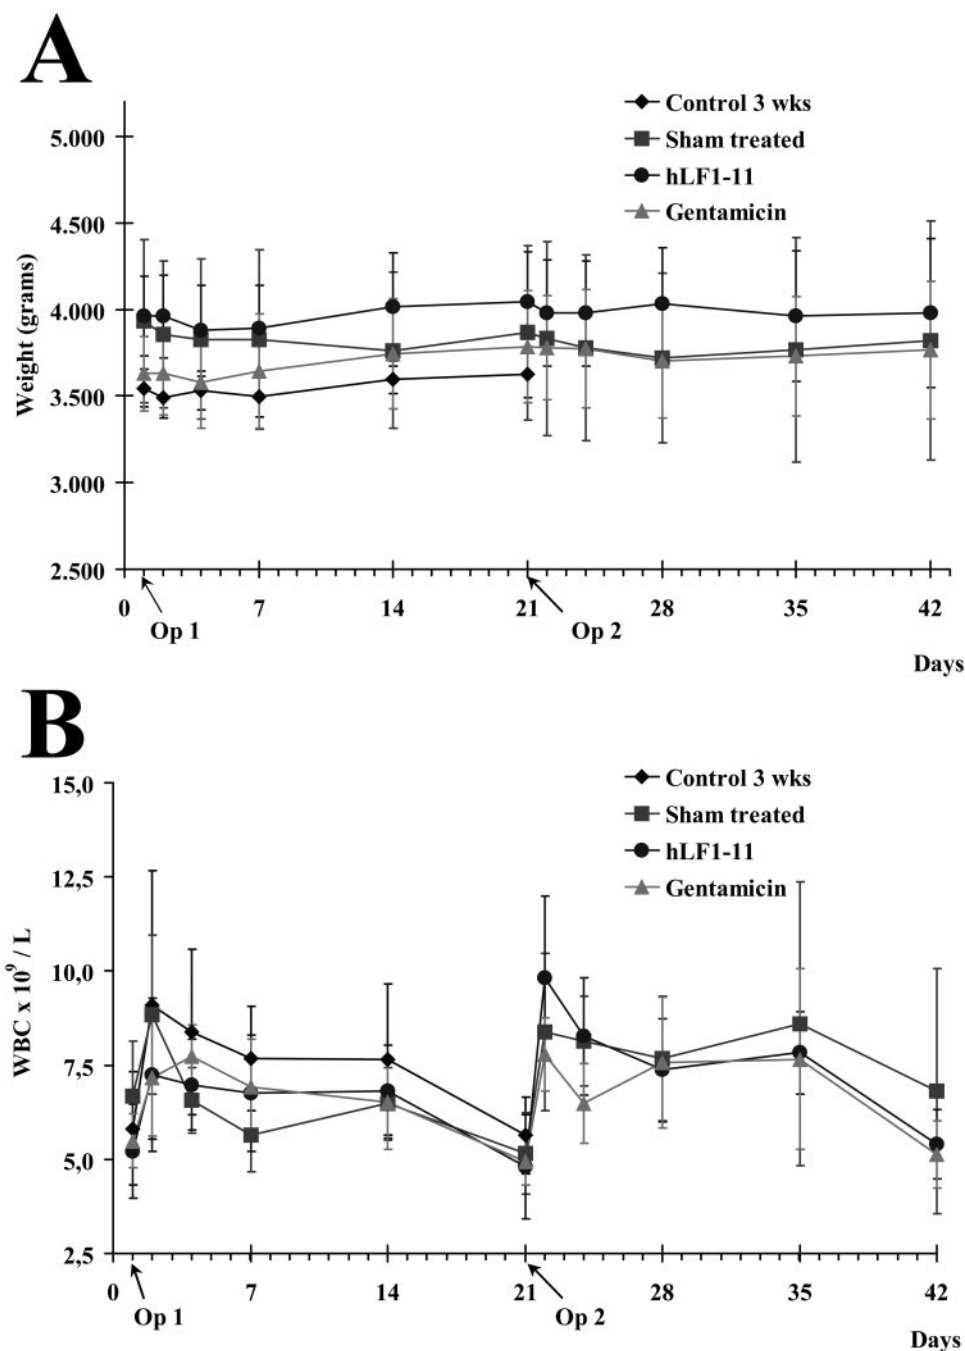 A
Control 3 wks
Sham treated
hLF1-11
Gentamicin
Weight (grams)
5.000
4.500
4.000
3.500
3.000
2.500
0 7 14 21 28 35 42
Op 1 Op 2
Days
B
Control 3 wks
Sham treated
hLF1-11
Gentamicin
WBC x 10⁹ / L
15,0
12,5
10,0
7,5
5,0
2,5
0 7 14 21 28 35 42
Op 1 Op 2
Days